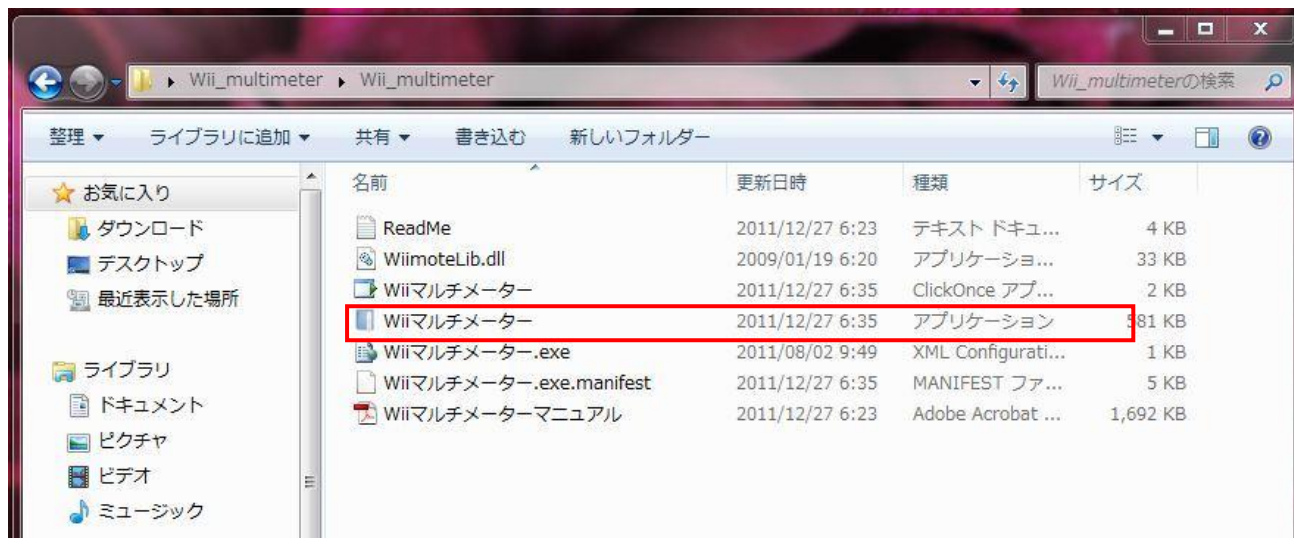 Wii_multimeter ▸ Wii_multimeter Wii_multimeterの検索
整理 ライブラリに追加 共有 書き込む 新しいフォルダー
名前 更新日時 種類 サイズ
お気に入り
ダウンロード
デスクトップ
最近表示した場所
ライブラリ
ドキュメント
ピクチャ
ビデオ
ミュージック
ReadMe 2011/12/27 6:23 テキスト ドキュ... 4 KB
WiimoteLib.dll 2009/01/19 6:20 アプリケーショ... 33 KB
Wiiマルチメーター 2011/12/27 6:35 ClickOnce アプ... 2 KB
Wiiマルチメーター 2011/12/27 6:35 アプリケーション 581 KB
Wiiマルチメーター.exe 2011/08/02 9:49 XML Configurati... 1 KB
Wiiマルチメーター.exe.manifest 2011/12/27 6:35 MANIFEST ファ... 5 KB
Wiiマルチメーターマニュアル 2011/12/27 6:23 Adobe Acrobat ... 1,692 KB